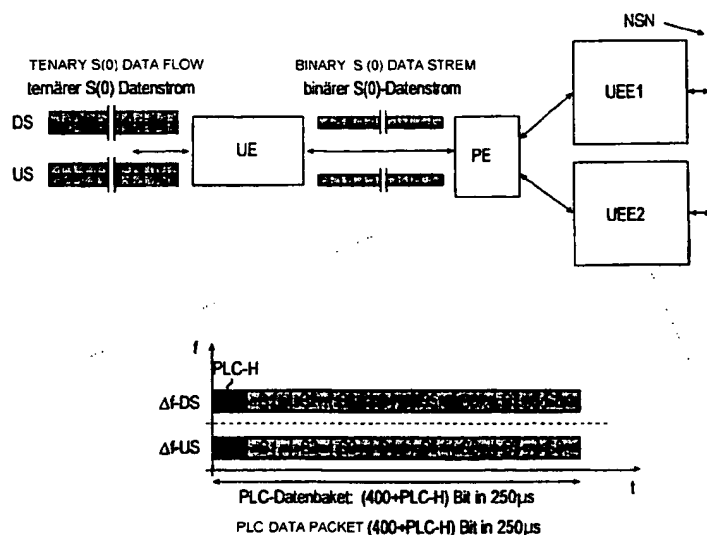 NSN
TENARY S(0) DATA FLOW
ternärer S(0) Datenstrom
BINARY S (0) DATA STREM
binärer S(0)-Datenstrom
DS
US
UE
PE
UEE1
UEE2
f
PLC-H
Δf-DS
Δf-US
t
PLC-Datenbaket: (400+PLC-H) Bit in 250µs
PLC DATA PACKET (400+PLC-H) Bit in 250µs